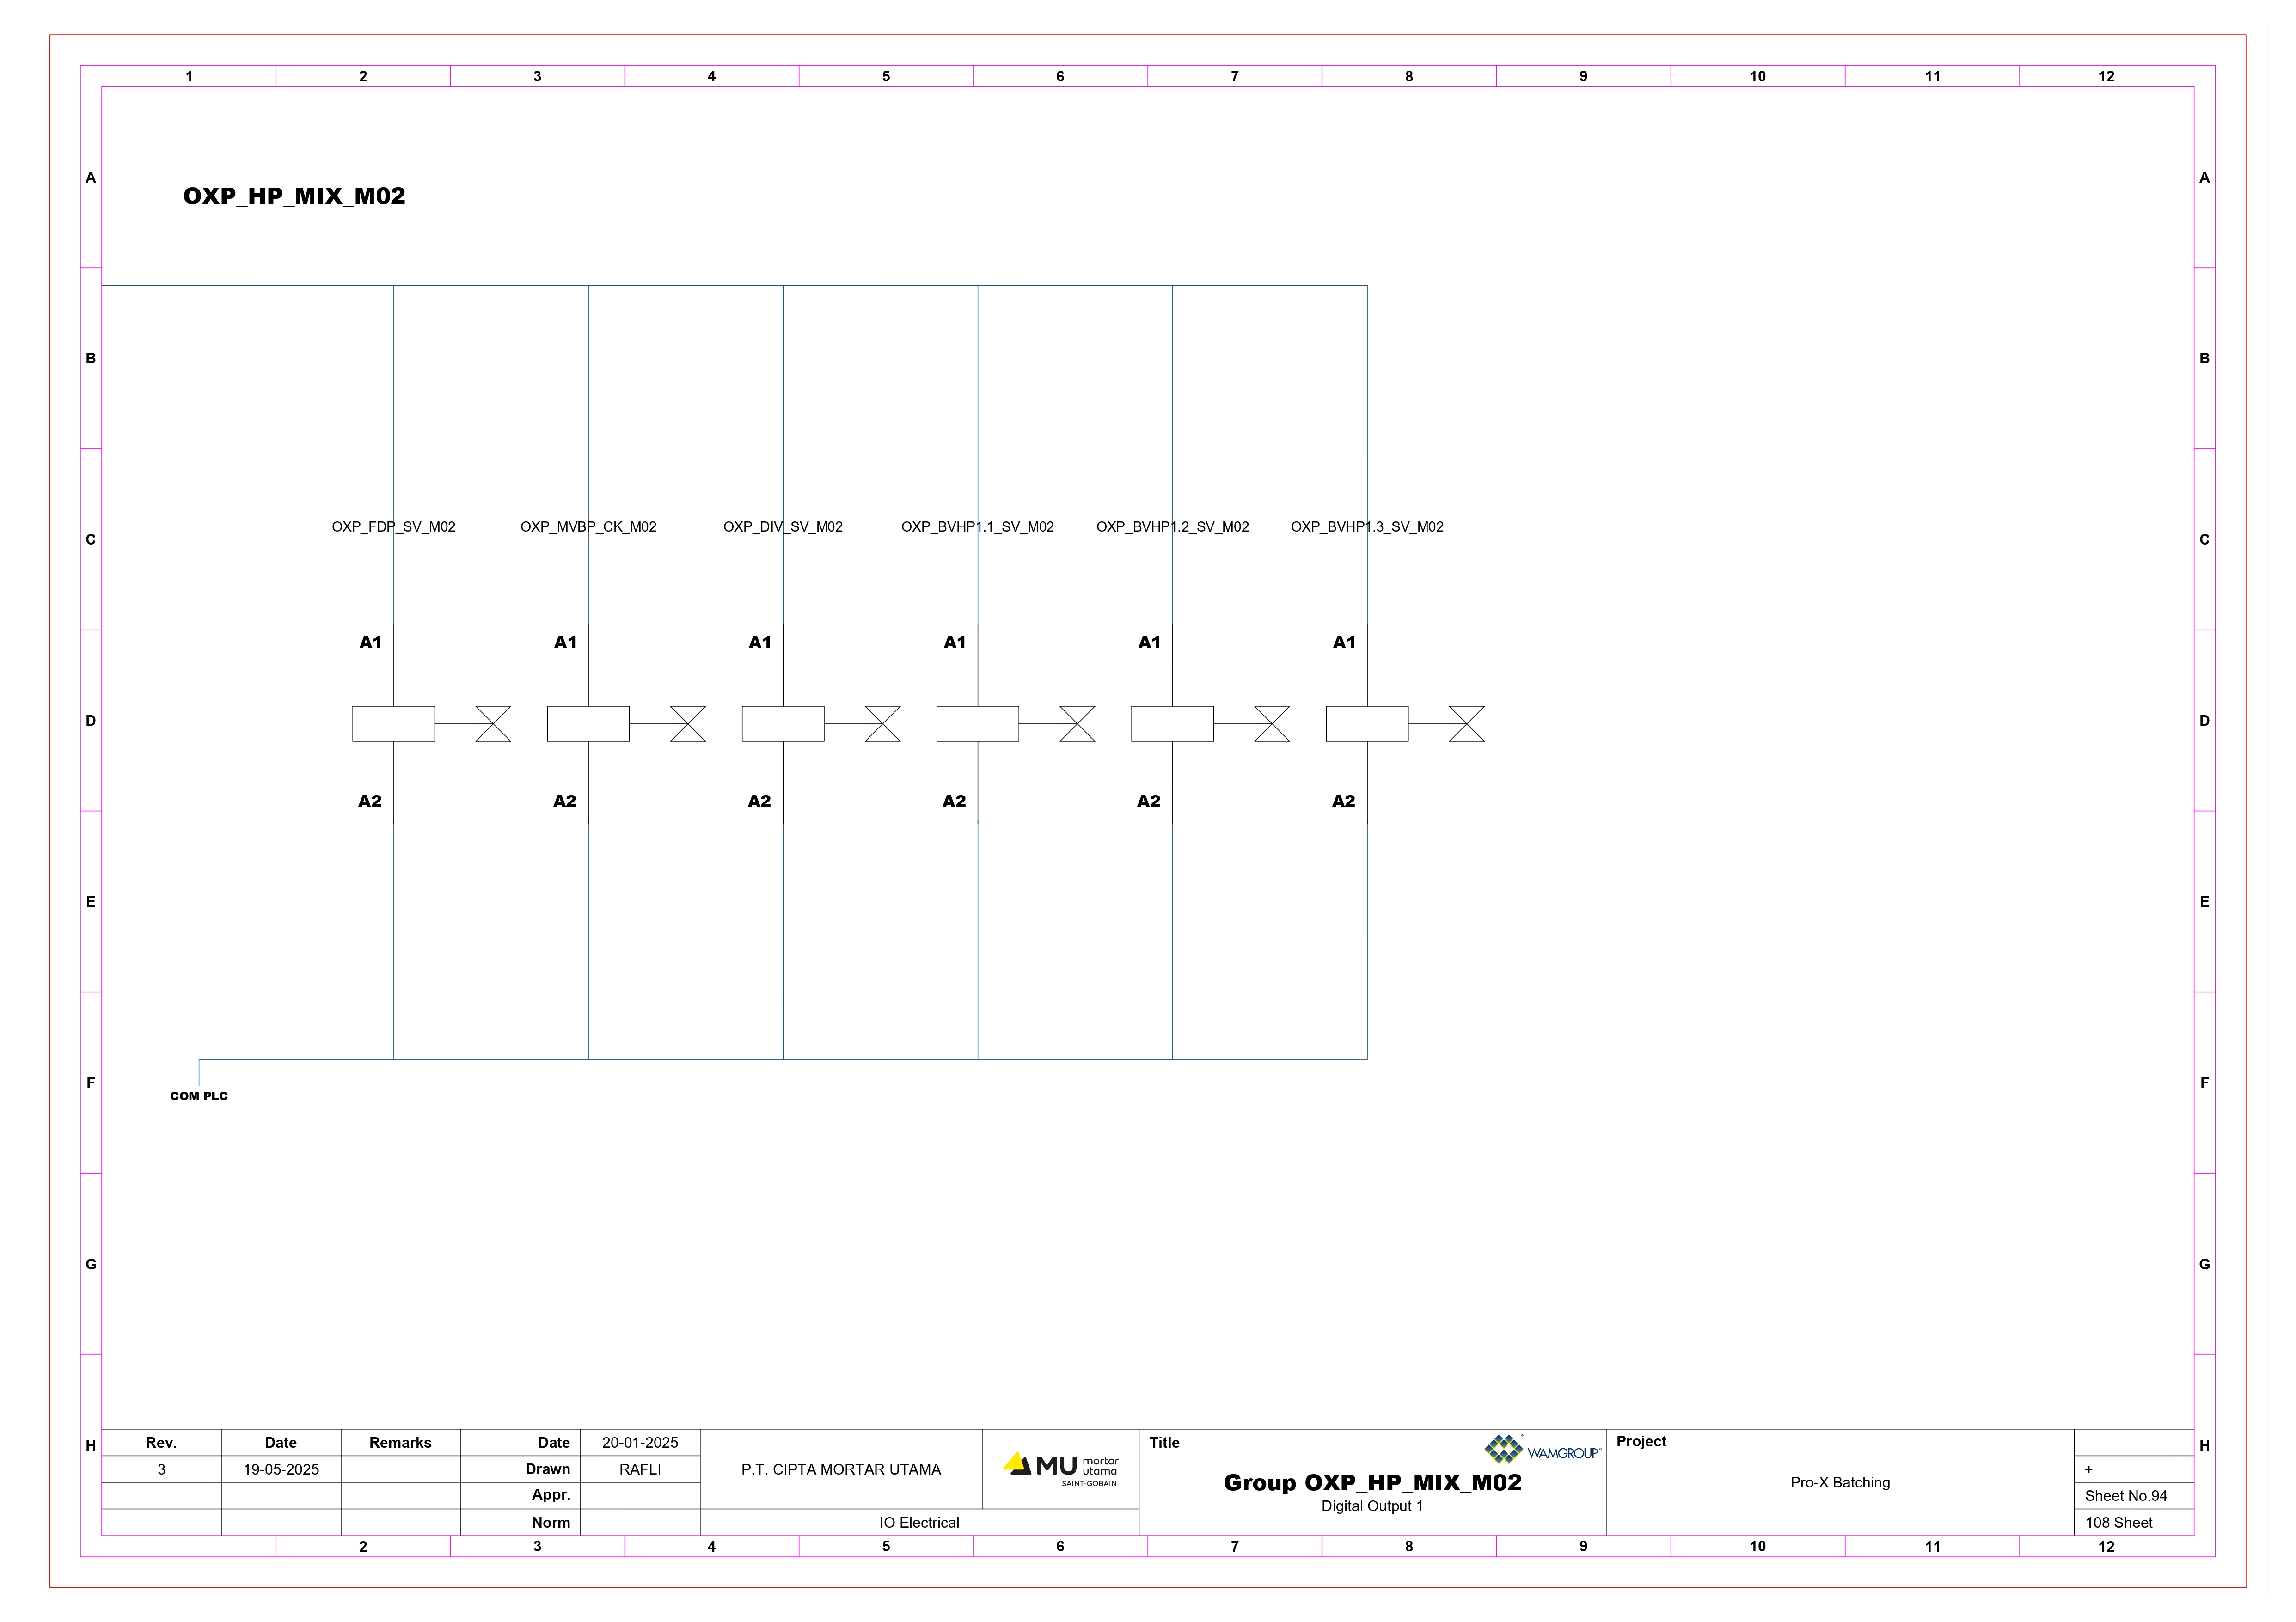 1 2 3 4 5 6 7 8 9 10 11 12
A A
OXP_HP_MIX_M02
B B
C C
OXP_FDP_SV_M02 OXP_MVBP_CK_M02 OXP_DIV_SV_M02 OXP_BVHP1.1_SV_M02 OXP_BVHP1.2_SV_M02 OXP_BVHP1.3_SV_M02
A1 A1 A1 A1 A1 A1
D D
A2 A2 A2 A2 A2 A2
E E
F F
COM PLC
G G
H H
Rev. Date Remarks Date 20-01-2025
3 19-05-2025 Drawn RAFLI
Appr.
Norm
P.T. CIPTA MORTAR UTAMA
MU mortar
utama
SAINT-GOBAIN
IO Electrical
Title
WAMGROUP®
Group OXP_HP_MIX_M02
Digital Output 1
Project
Pro-X Batching
+
Sheet No.94
108 Sheet
2 3 4 5 6 7 8 9 10 11 12